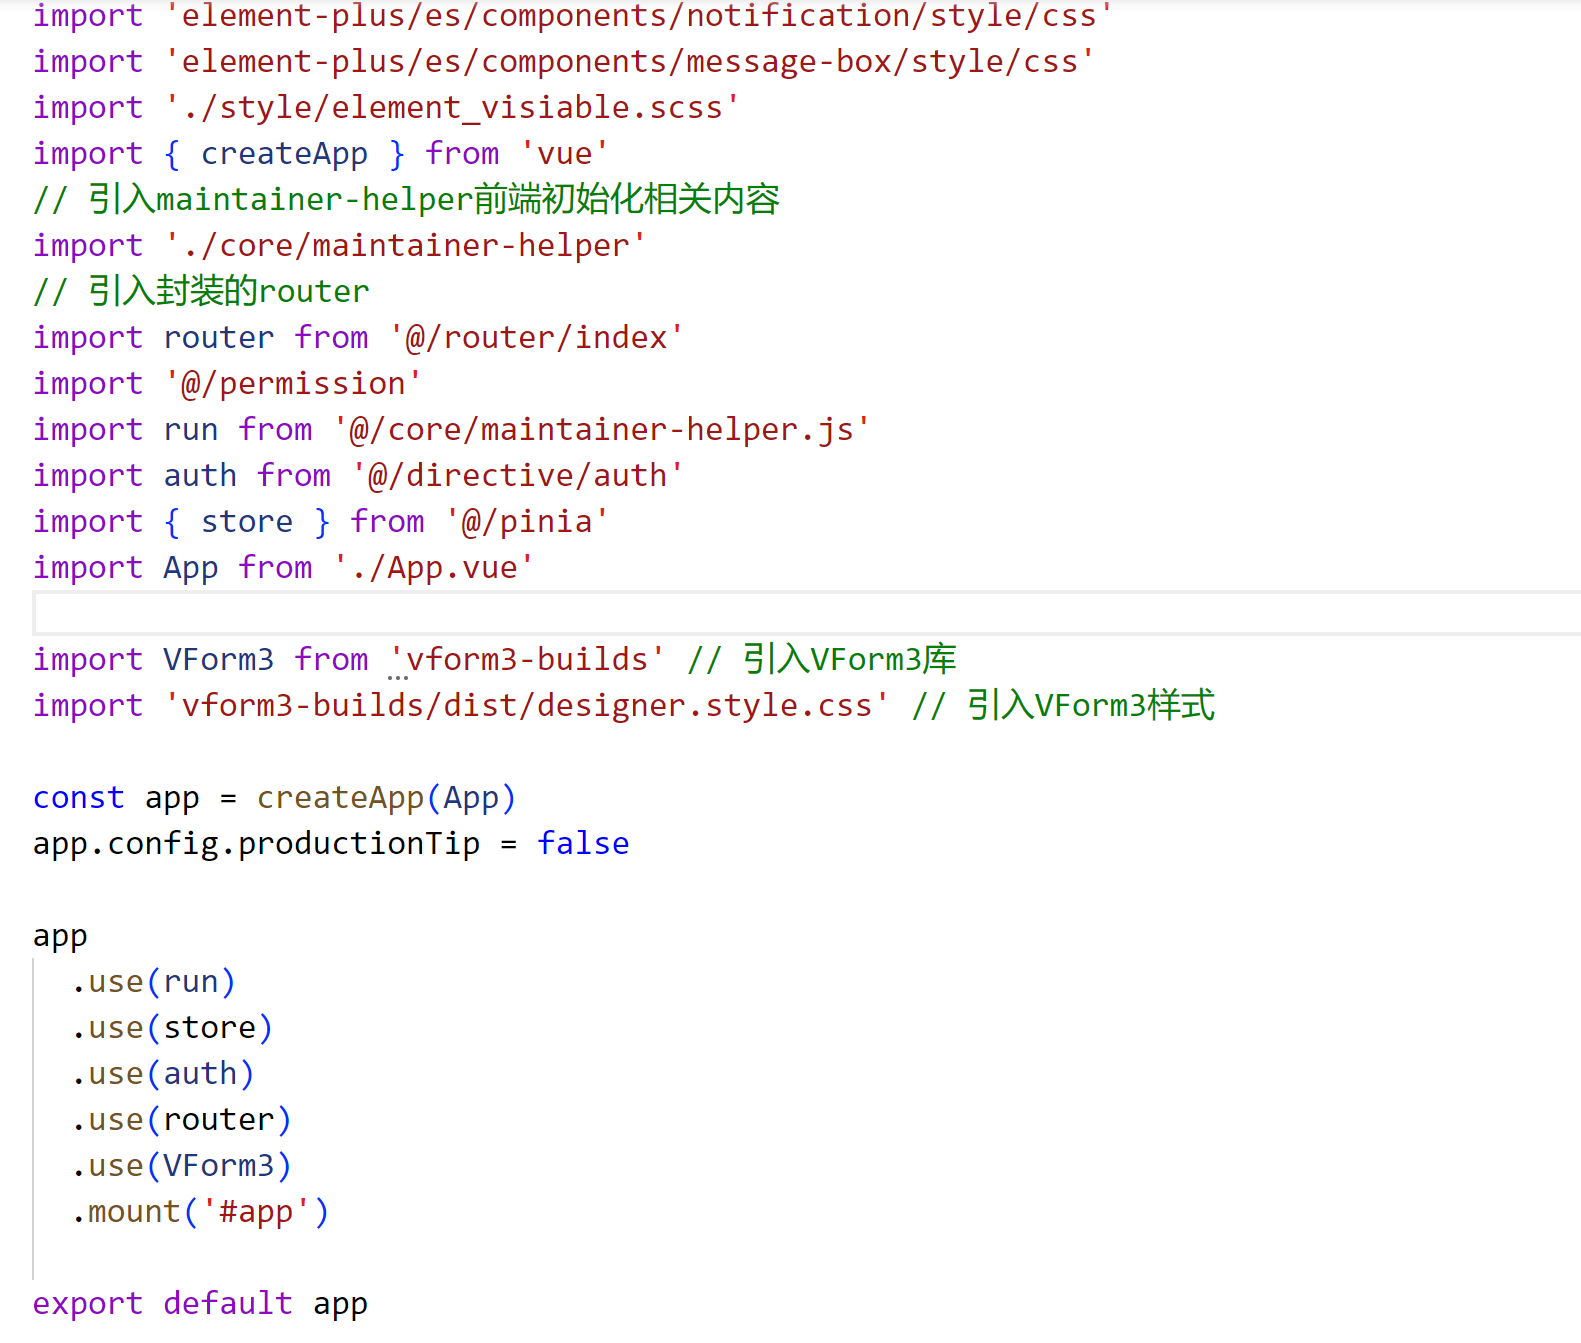 import 'element-plus/es/components/notification/style/css'
import 'element-plus/es/components/message-box/style/css'
import './style/element_visiable.scss'
import { createApp } from 'vue'
// 引入maintainer-helper前端初始化相关内容
import './core/maintainer-helper'
// 引入封装的router
import router from '@/router/index'
import '@/permission'
import run from '@/core/maintainer-helper.js'
import auth from '@/directive/auth'
import { store } from '@/pinia'
import App from './App.vue'
import VForm3 from 'vform3-builds' // 引入VForm3库
import 'vform3-builds/dist/designer.style.css' // 引入VForm3样式
const app = createApp(App)
app.config.productionTip = false
app
  .use(run)
  .use(store)
  .use(auth)
  .use(router)
  .use(VForm3)
  .mount('#app')
export default app